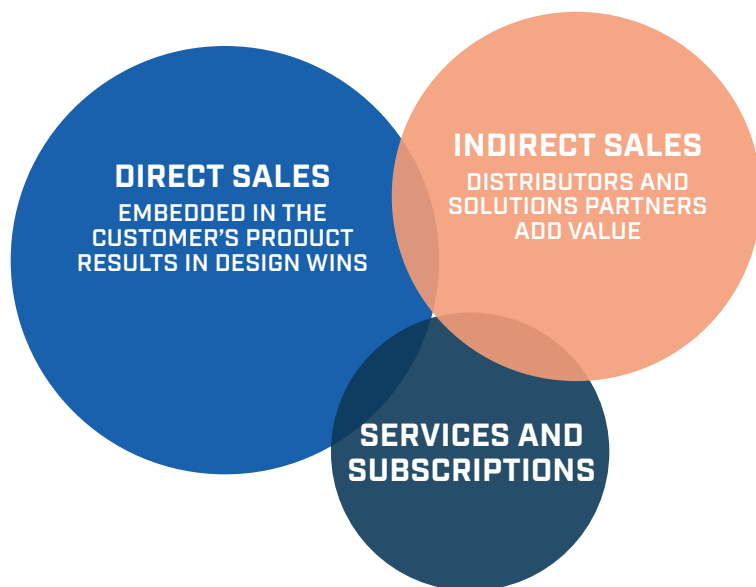 DIRECT SALES
EMBEDDED IN THE
CUSTOMER'S PRODUCT
RESULTS IN DESIGN WINS
INDIRECT SALES
DISTRIBUTORS AND
SOLUTIONS PARTNERS
ADD VALUE
SERVICES AND
SUBSCRIPTIONS